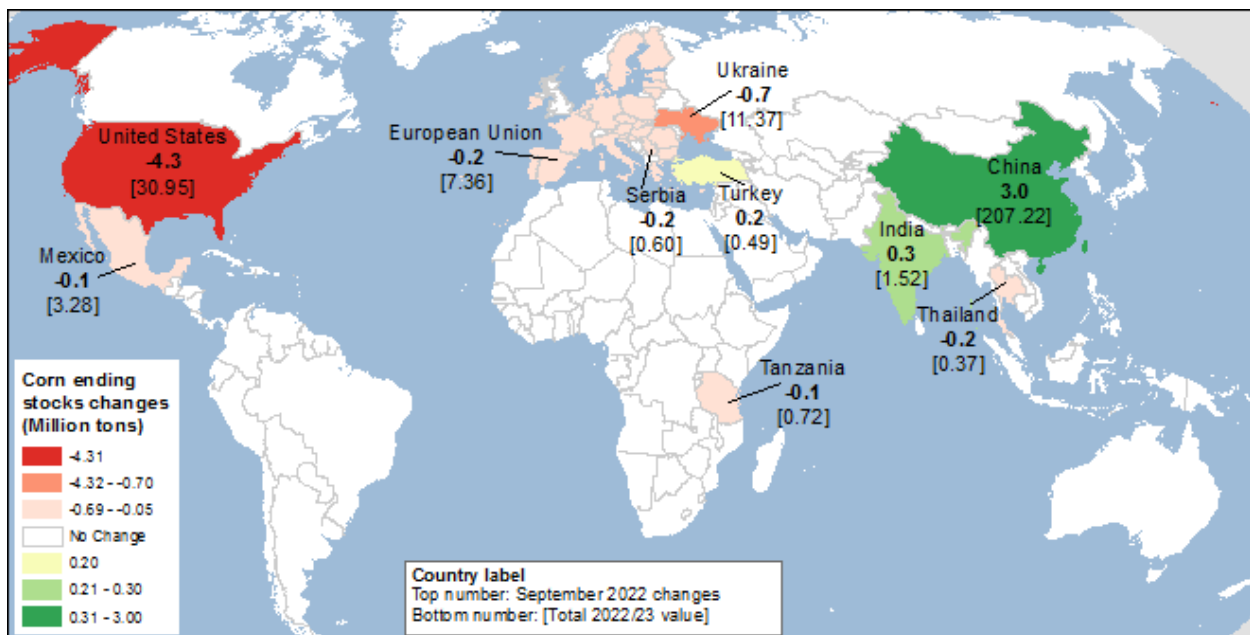 Ukraine
-0.7
[11.37]
United States
-4.3
[30.95]
European Union
-0.2
[7.36]
China
3.0
[207.22]
Serbia
-0.2
[0.60]
Turkey
0.2
[0.49]
India
0.3
[1.52]
Mexico
-0.1
[3.28]
Thailand
-0.2
[0.37]
Tanzania
-0.1
[0.72]
Corn ending
stocks changes
(Million tons)
-4.31
-4.32 - -0.70
-0.69 - -0.05
No Change
0.20
0.21 - 0.30
0.31 - 3.00
Country label
Top number: September 2022 changes
Bottom number: [Total 2022/23 value]